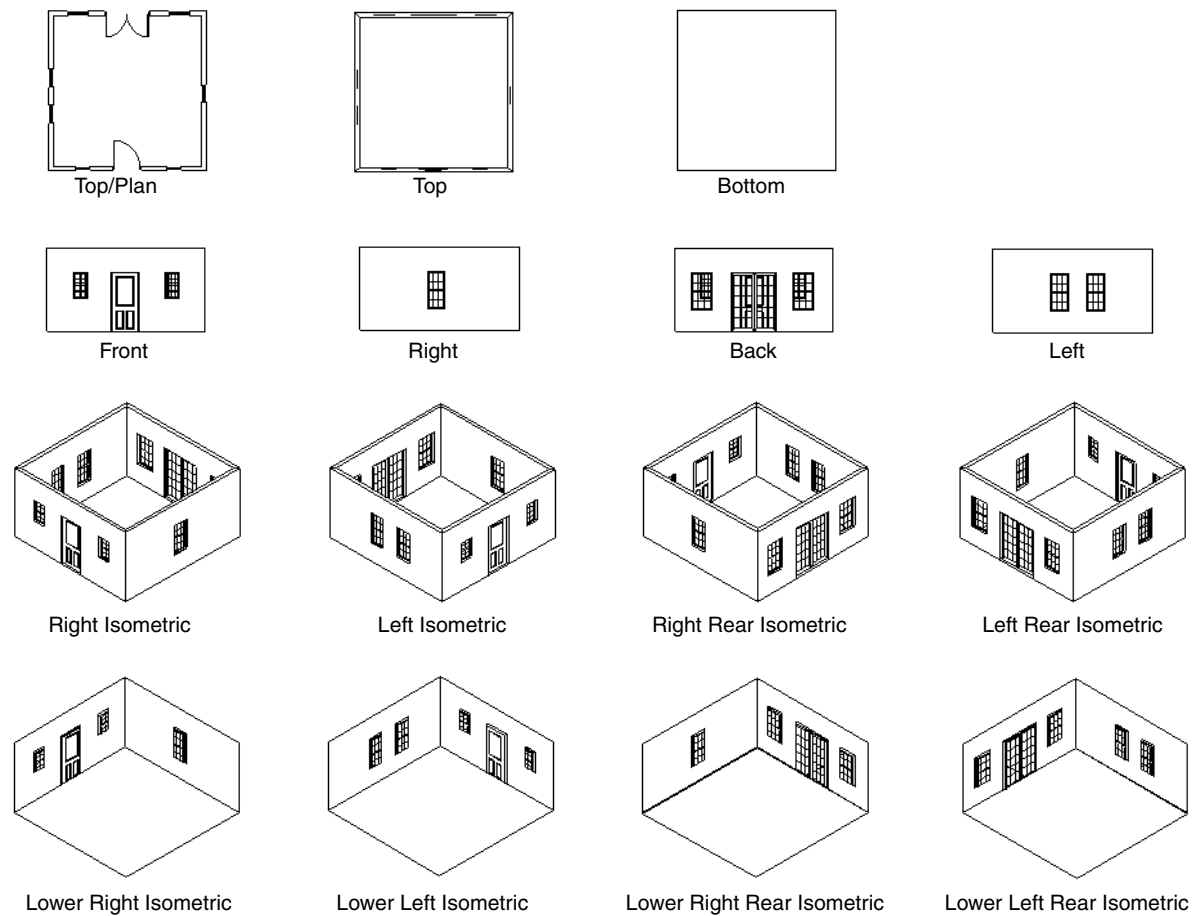 Top/Plan
Top
Bottom
Front
Right
Back
Left
Right Isometric
Left Isometric
Right Rear Isometric
Left Rear Isometric
Lower Right Isometric
Lower Left Isometric
Lower Right Rear Isometric
Lower Left Rear Isometric